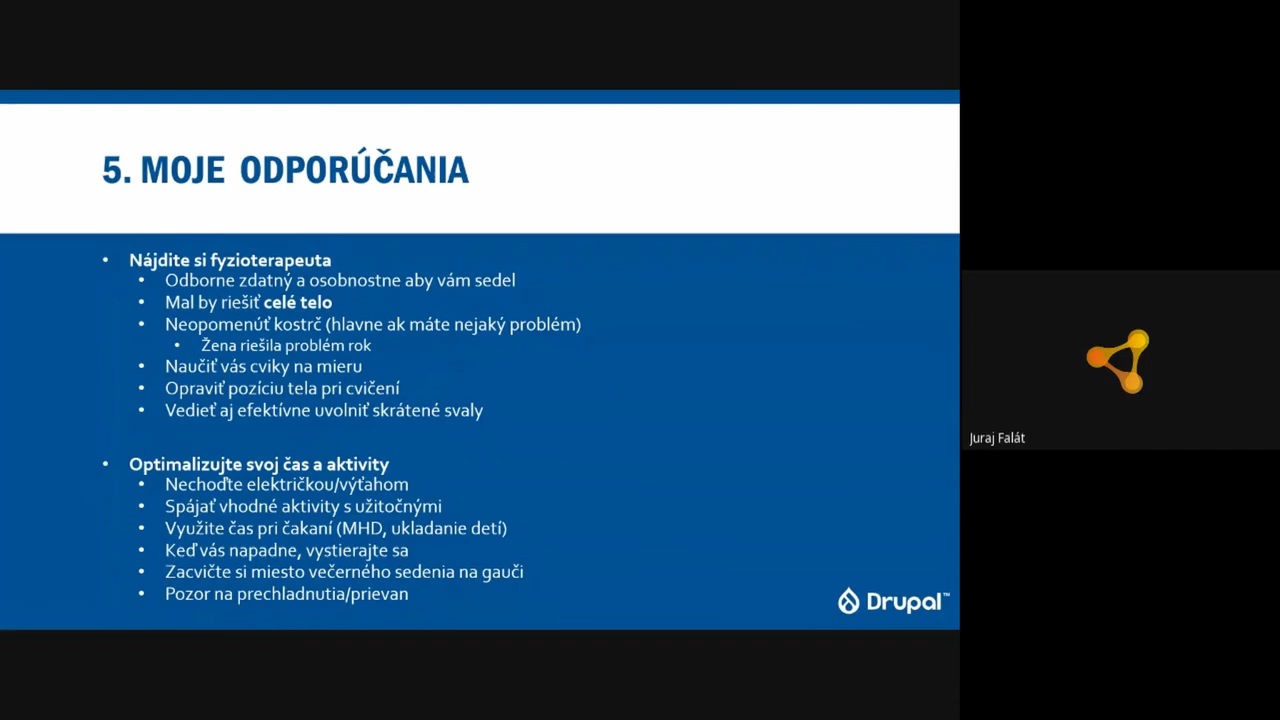 5. MOJE ODPORÚČANIA
• Nájdite si fyzioterapeuta
• Odborne zdatný a osobnostne aby vám sedel
• Mal by riešiť celé telo
• Neopomenúť kostrč (hlavne ak máte nejaký problém)
• Žena riešila problém rok
• Naučiť vás cviky na mieru
• Opraviť pozíciu tela pri cvičení
• Vedieť aj efektívne uvolniť skrátené svaly
• Optimalizujte svoj čas a aktivity
• Nechoďte električkou/výťahom
• Spájať vhodné aktivity s užitočnými
• Využite čas pri čakaní (MHD, ukladanie detí)
• Keď vás napadne, vystierajte sa
• Zacvičte si miesto večerného sedenia na gauči
• Pozor na prechladnutia/prievan
Drupal™
Juraj Falát